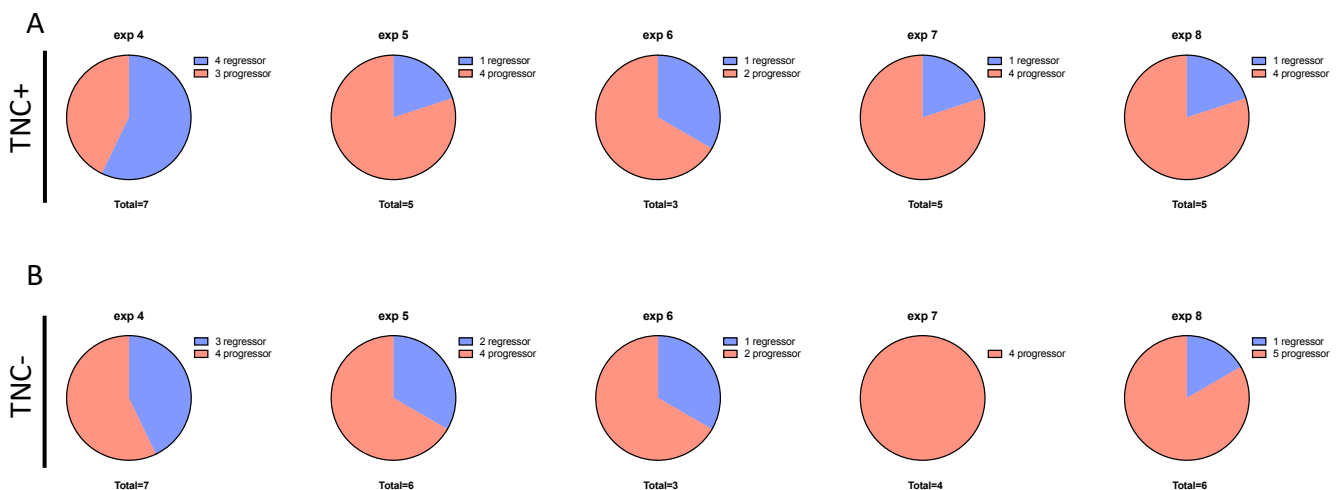 A
TNC+
exp 4
4 regressor
3 progressor
Total=7
exp 5
1 regressor
4 progressor
Total=5
exp 6
1 regressor
2 progressor
Total=3
exp 7
1 regressor
4 progressor
Total=5
exp 8
1 regressor
4 progressor
Total=5
B
TNC-
exp 4
3 regressor
4 progressor
Total=7
exp 5
2 regressor
4 progressor
Total=6
exp 6
1 regressor
2 progressor
Total=3
exp 7
4 progressor
Total=4
exp 8
1 regressor
5 progressor
Total=6